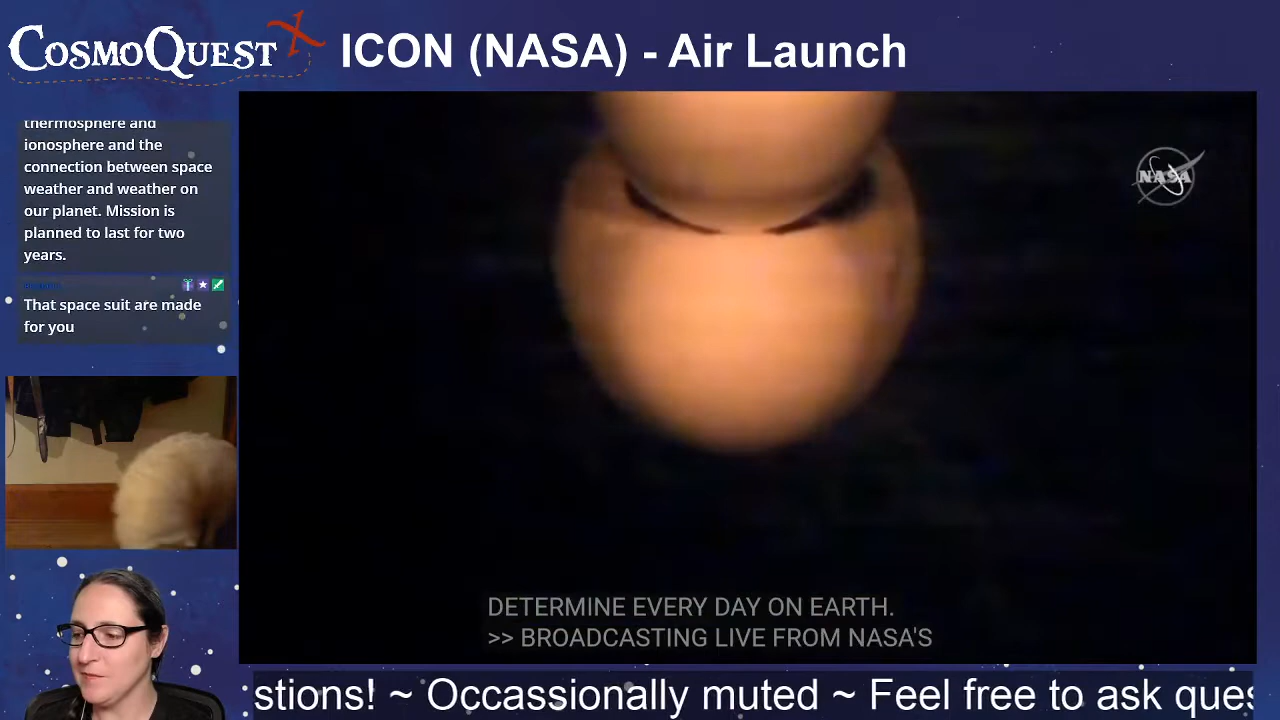 COSMOQUEST X
ICON (NASA) - Air Launch
thermosphere and
ionosphere and the
connection between space
weather and weather on
our planet. Mission is
planned to last for two
years.
That space suit are made
for you
NASA
DETERMINE EVERY DAY ON EARTH.
>> BROADCASTING LIVE FROM NASA'S
stions! ~ Occassionally muted ~ Feel free to ask ques